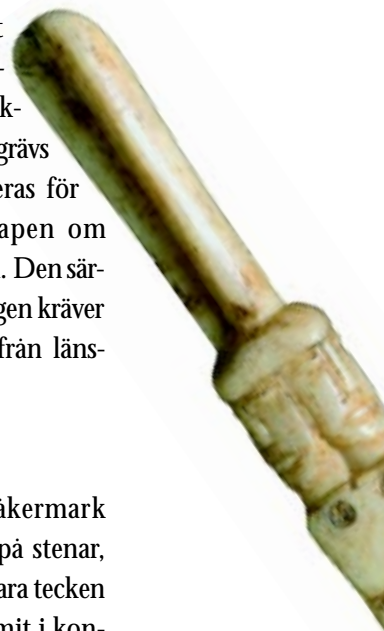 t
-
k-
grävs
eras för
apen om
. Den sär-
gen kräver
från läns-
åkermark
på stenar,
ara tecken
mit i kon-